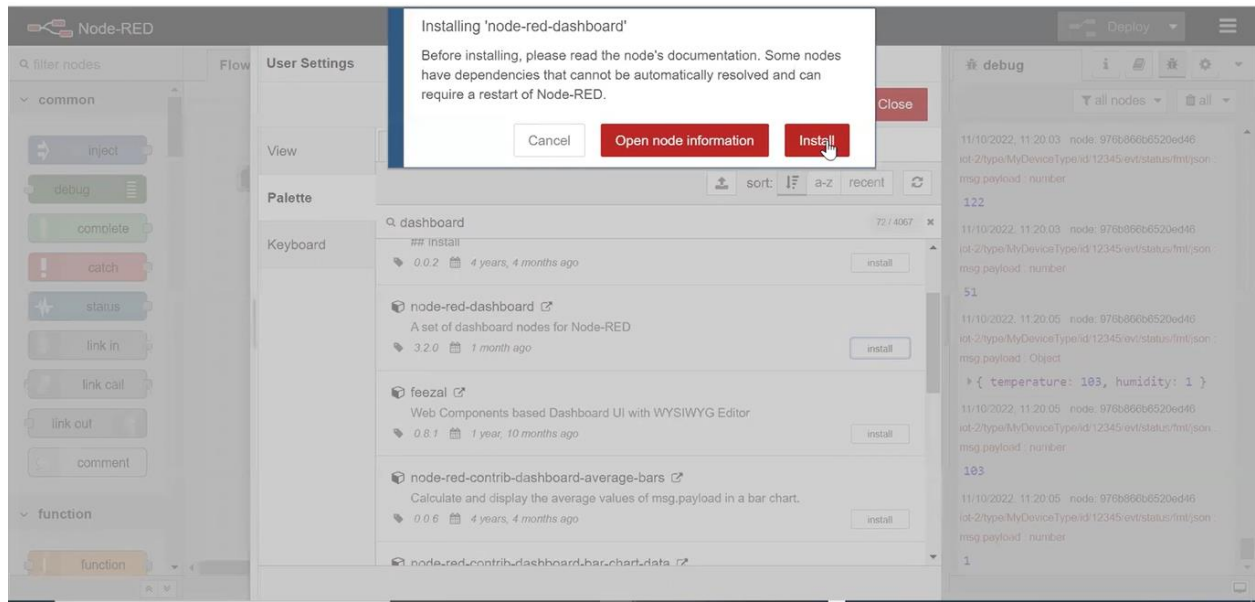 Node-RED
Deploy
filter nodes
Flow
common
inject
debug
complete
catch
status
link in
link call
link out
comment
function
function
User Settings
Close
View
Palette
Keyboard
Installing 'node-red-dashboard'
Before installing, please read the node's documentation. Some nodes
have dependencies that cannot be automatically resolved and can
require a restart of Node-RED.
Cancel Open node information Install
sort: a-z recent
dashboard 72 / 4067
## Install
0.0.2 4 years, 4 months ago install
node-red-dashboard
A set of dashboard nodes for Node-RED
3.2.0 1 month ago install
feezal
Web Components based Dashboard UI with WYSIWYG Editor
0.8.1 1 year, 10 months ago install
node-red-contrib-dashboard-average-bars
Calculate and display the average values of msg.payload in a bar chart.
0.0.6 4 years, 4 months ago install
node-red-contrib-dashboard-bar-chart-data
debug
all nodes all
11/10/2022, 11:20:03 node: 976b866b6520ed46
iot-2/type/MyDeviceType/id/12345/evt/status/fmt/json :
msg.payload : number
122
11/10/2022, 11:20:03 node: 976b866b6520ed46
iot-2/type/MyDeviceType/id/12345/evt/status/fmt/json :
msg.payload : number
51
11/10/2022, 11:20:05 node: 976b866b6520ed46
iot-2/type/MyDeviceType/id/12345/evt/status/fmt/json :
msg.payload : Object
{ temperature: 103, humidity: 1 }
11/10/2022, 11:20:05 node: 976b866b6520ed46
iot-2/type/MyDeviceType/id/12345/evt/status/fmt/json :
msg.payload : number
103
11/10/2022, 11:20:05 node: 976b866b6520ed46
iot-2/type/MyDeviceType/id/12345/evt/status/fmt/json :
msg.payload : number
1